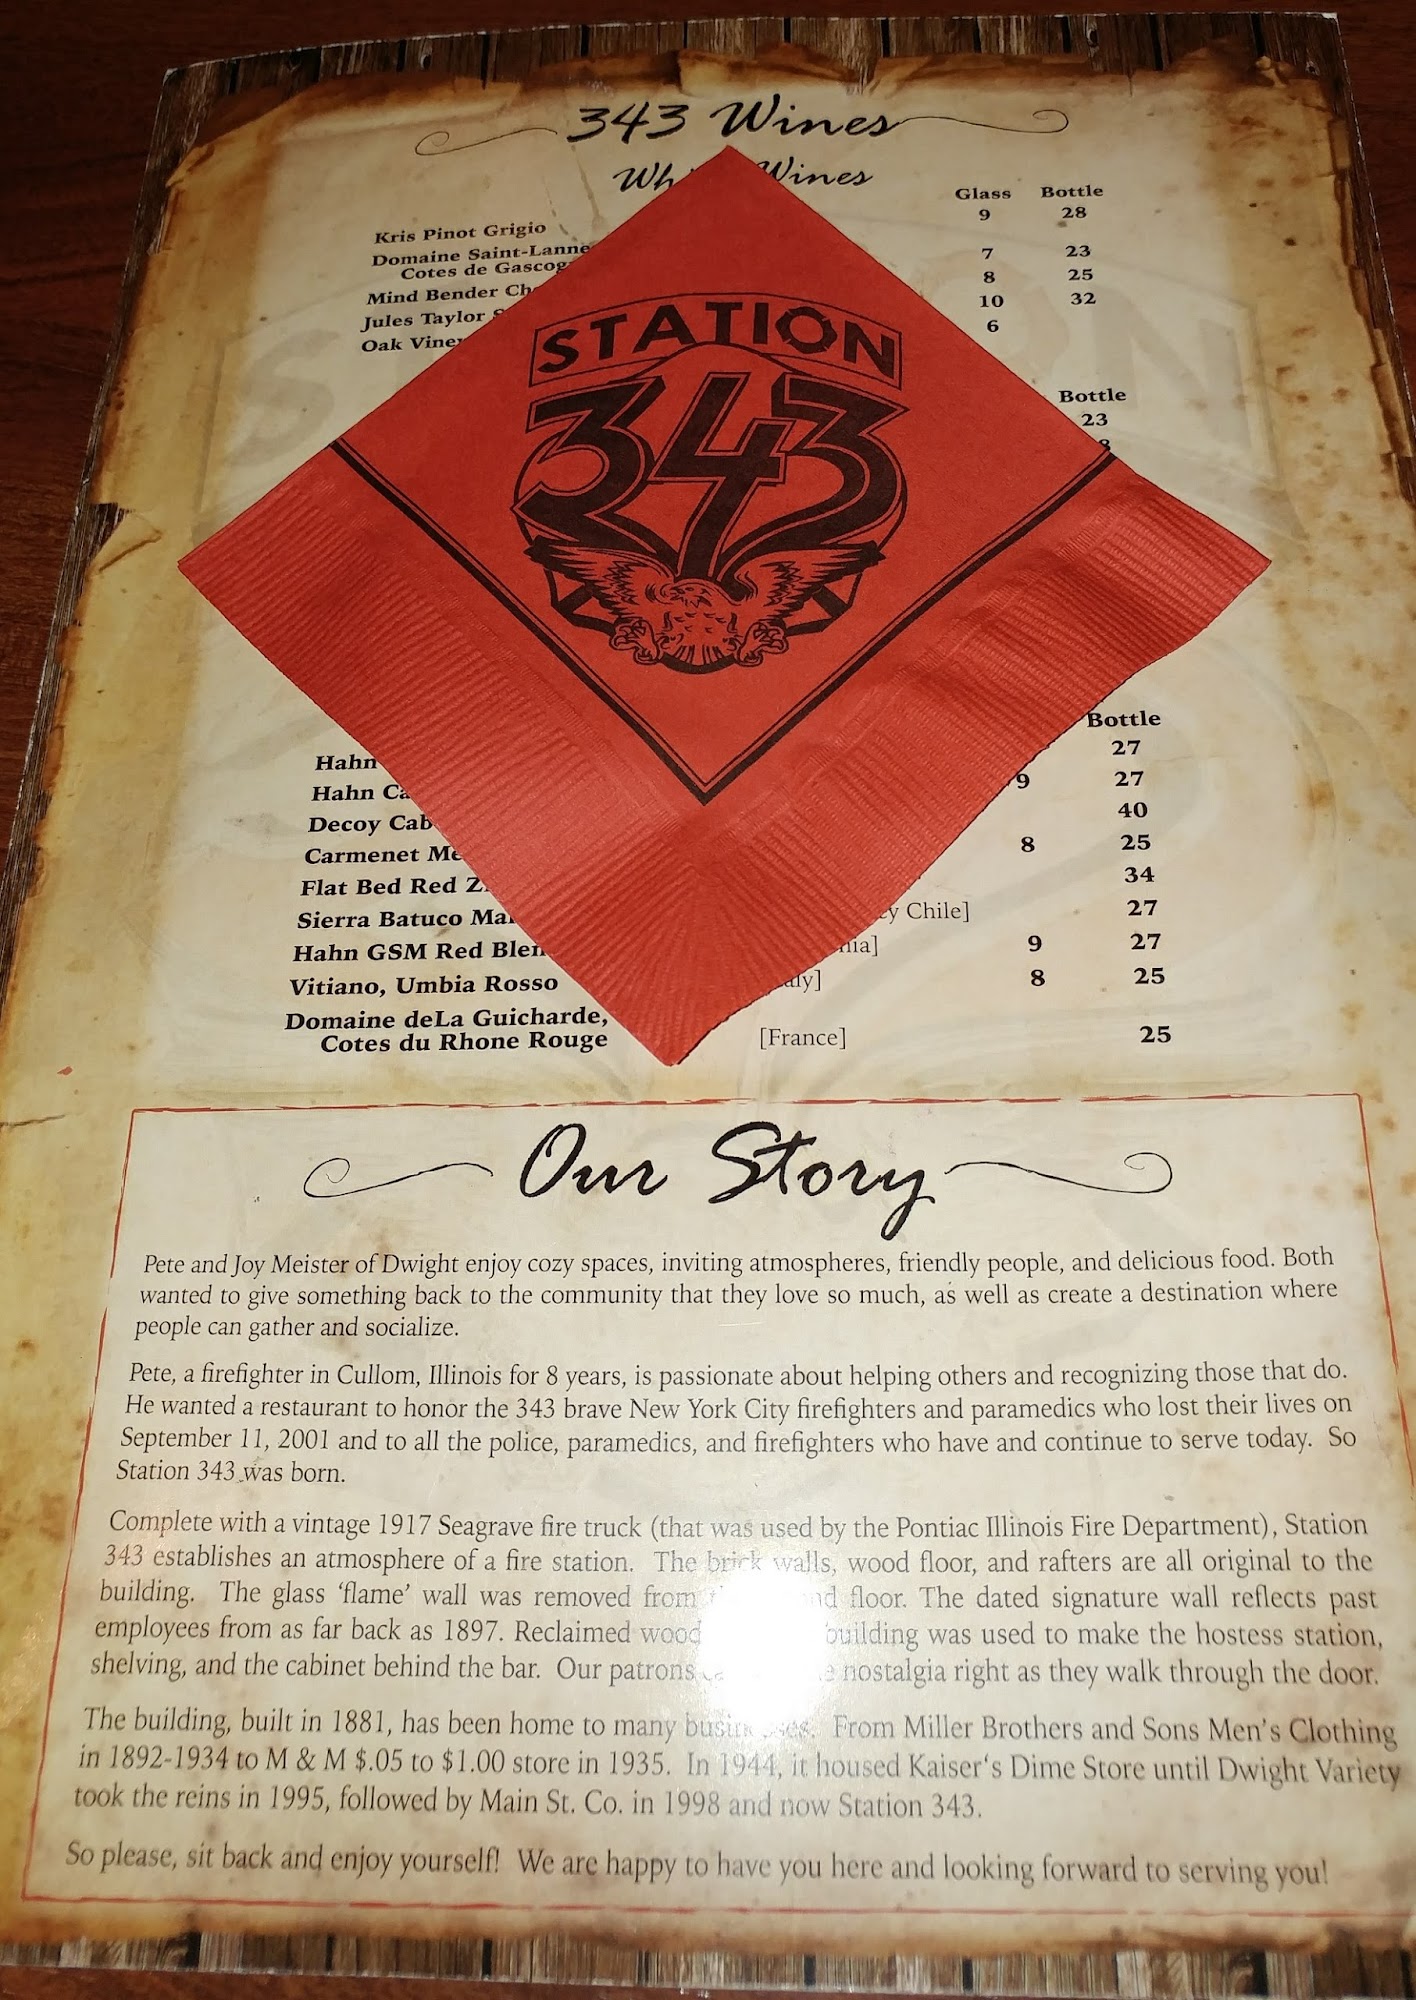 343 Wines
Wines
Glass Bottle
Kris Pinot Grigio 9 28
Domaine Saint-Lanne
Cotes de 7 23
Mind Bender 8 25
Jules Taylor 10 32
Oak 6
Bottle
23
STATION
343
Bottle
Hahn 27
Hahn 9 27
Decoy 40
Carmenet 8 25
Flat Bed Red 34
Sierra Batuco Chile] 27
Hahn GSM Red 9 27
Vitiano, Umbia Rosso 8 25
Domaine deLa Guicharde,
Cotes du Rhone Rouge [France] 25
Our Story
Pete and Joy Meister of Dwight enjoy cozy spaces, inviting atmospheres, friendly people, and delicious food. Both
wanted to give something back to the community that they love so much, as well as create a destination where
people can gather and socialize.
Pete, a firefighter in Cullom, Illinois for 8 years, is passionate about helping others and recognizing those that do.
He wanted a restaurant to honor the 343 brave New York City firefighters and paramedics who lost their lives on
September 11, 2001 and to all the police, paramedics, and firefighters who have and continue to serve today. So
Station 343 was born.
Complete with a vintage 1917 Seagrave fire truck (that was used by the Pontiac Illinois Fire Department), Station
343 establishes an atmosphere of a fire station. The brick walls, wood floor, and rafters are all original to the
building. The glass 'flame' wall was removed from floor. The dated signature wall reflects past
employees from as far back as 1897. Reclaimed wood building was used to make the hostess station,
shelving, and the cabinet behind the bar. Our patrons nostalgia right as they walk through the door.
The building, built in 1881, has been home to many businesses. From Miller Brothers and Sons Men's Clothing
in 1892-1934 to M & M $.05 to $1.00 store in 1935. In 1944, it housed Kaiser's Dime Store until Dwight Variety
took the reins in 1995, followed by Main St. Co. in 1998 and now Station 343.
So please, sit back and enjoy yourself! We are happy to have you here and looking forward to serving you!